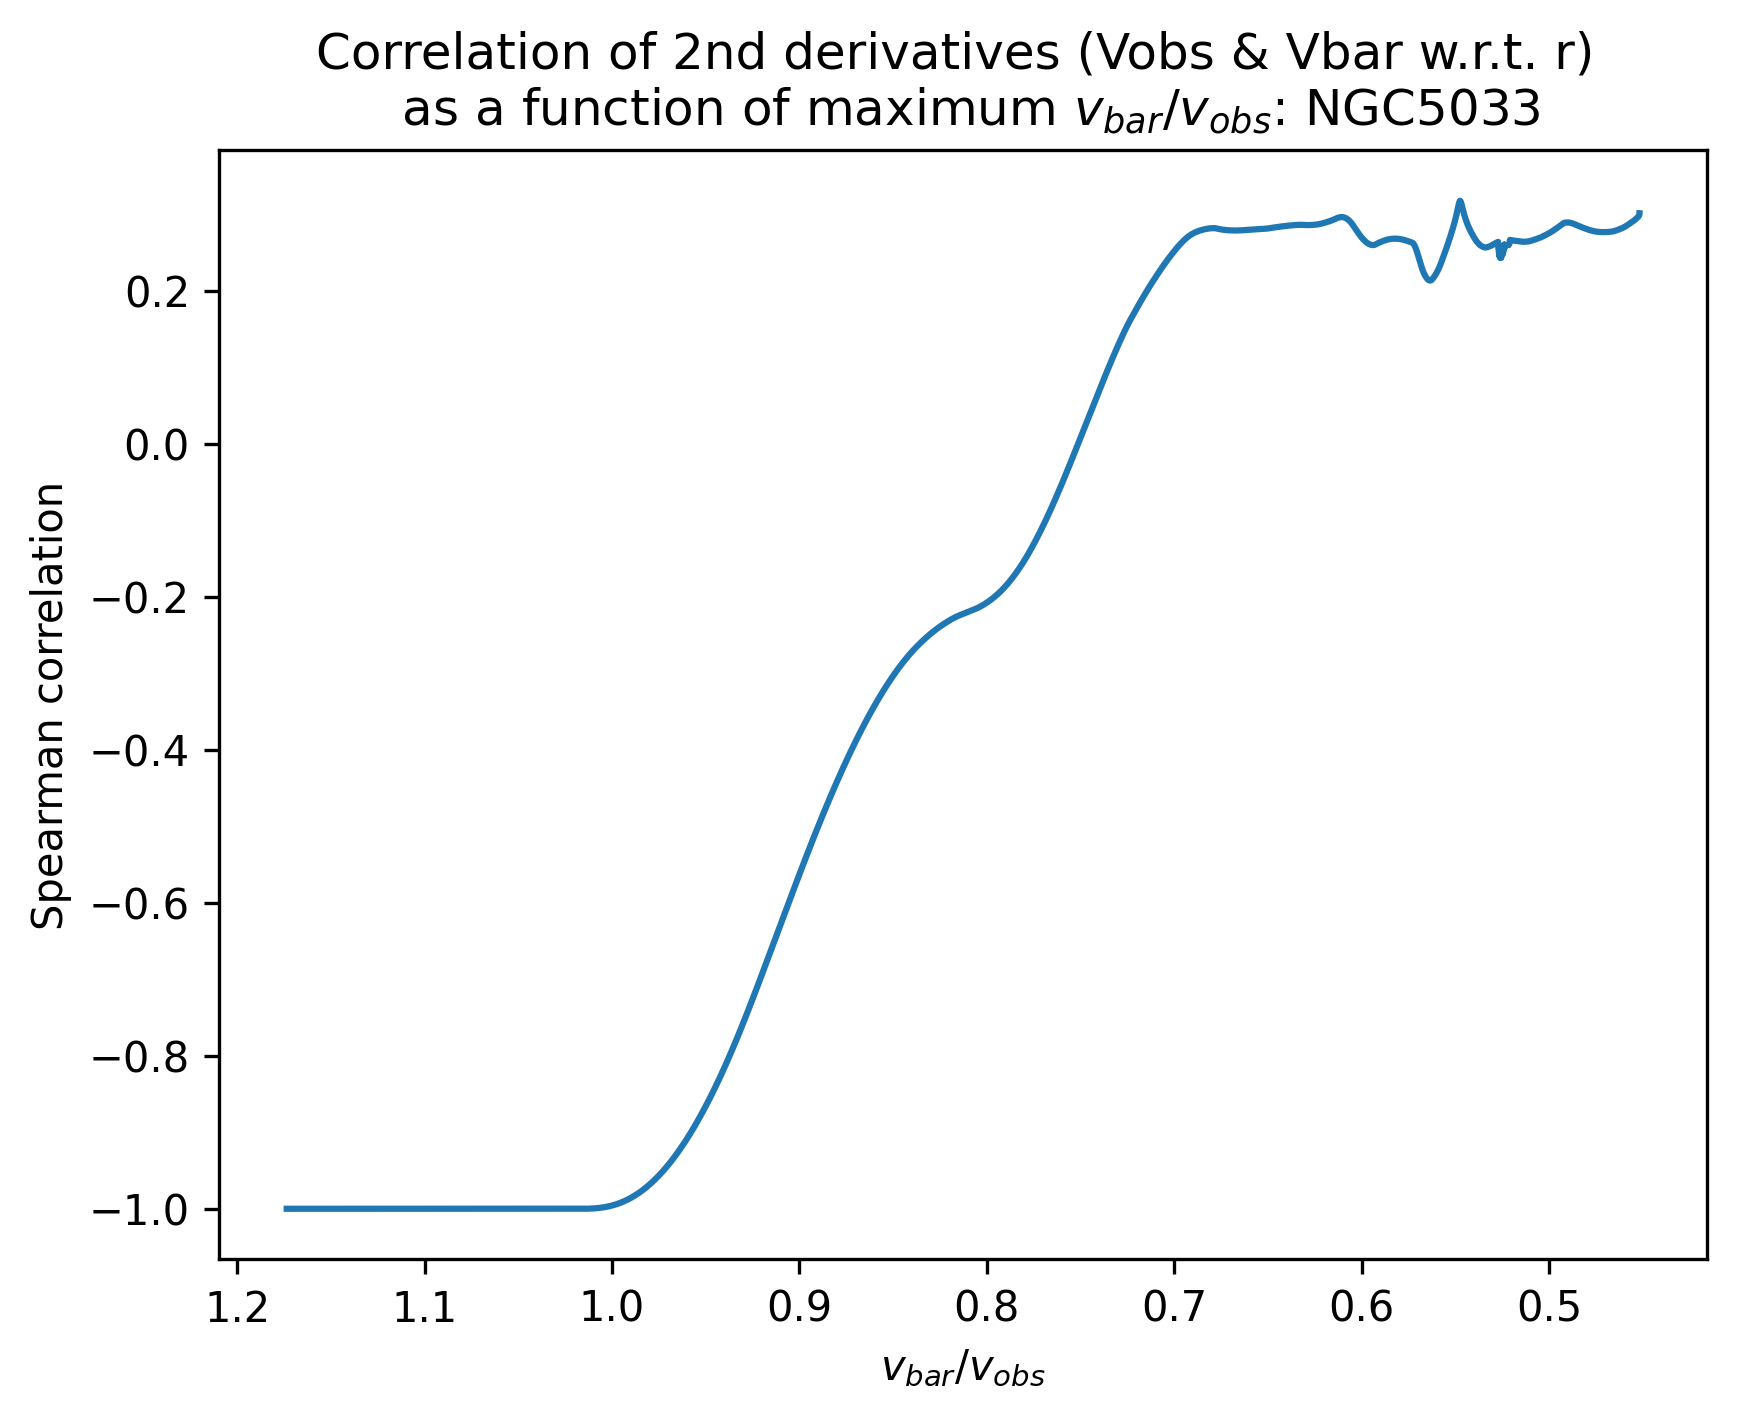 Correlation of 2nd derivatives (Vobs & Vbar w.r.t. r)
as a function of maximum v_bar/v_obs: NGC5033
Spearman correlation
0.2
0.0
−0.2
−0.4
−0.6
−0.8
−1.0
1.2 1.1 1.0 0.9 0.8 0.7 0.6 0.5
v_bar/v_obs